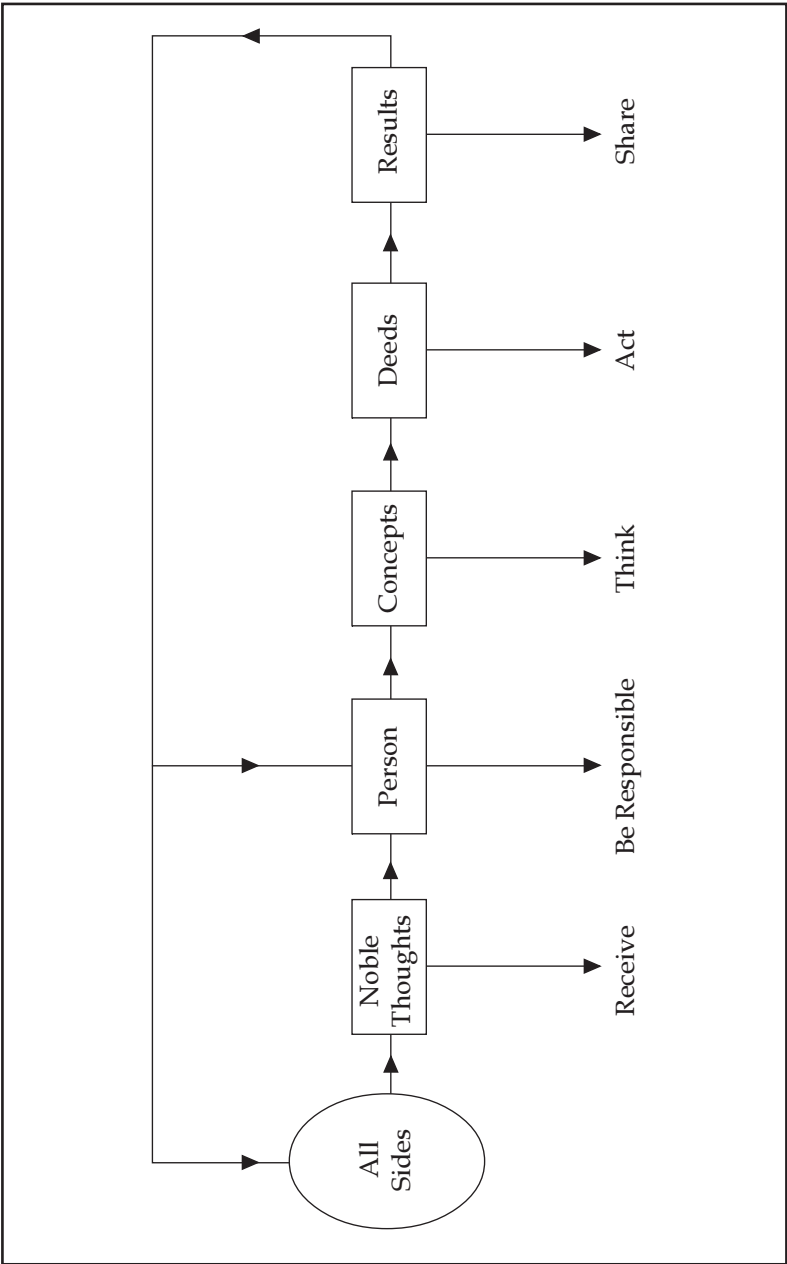 All
Sides
Noble
Thoughts
Person
Concepts
Deeds
Results
Receive
Be Responsible
Think
Act
Share